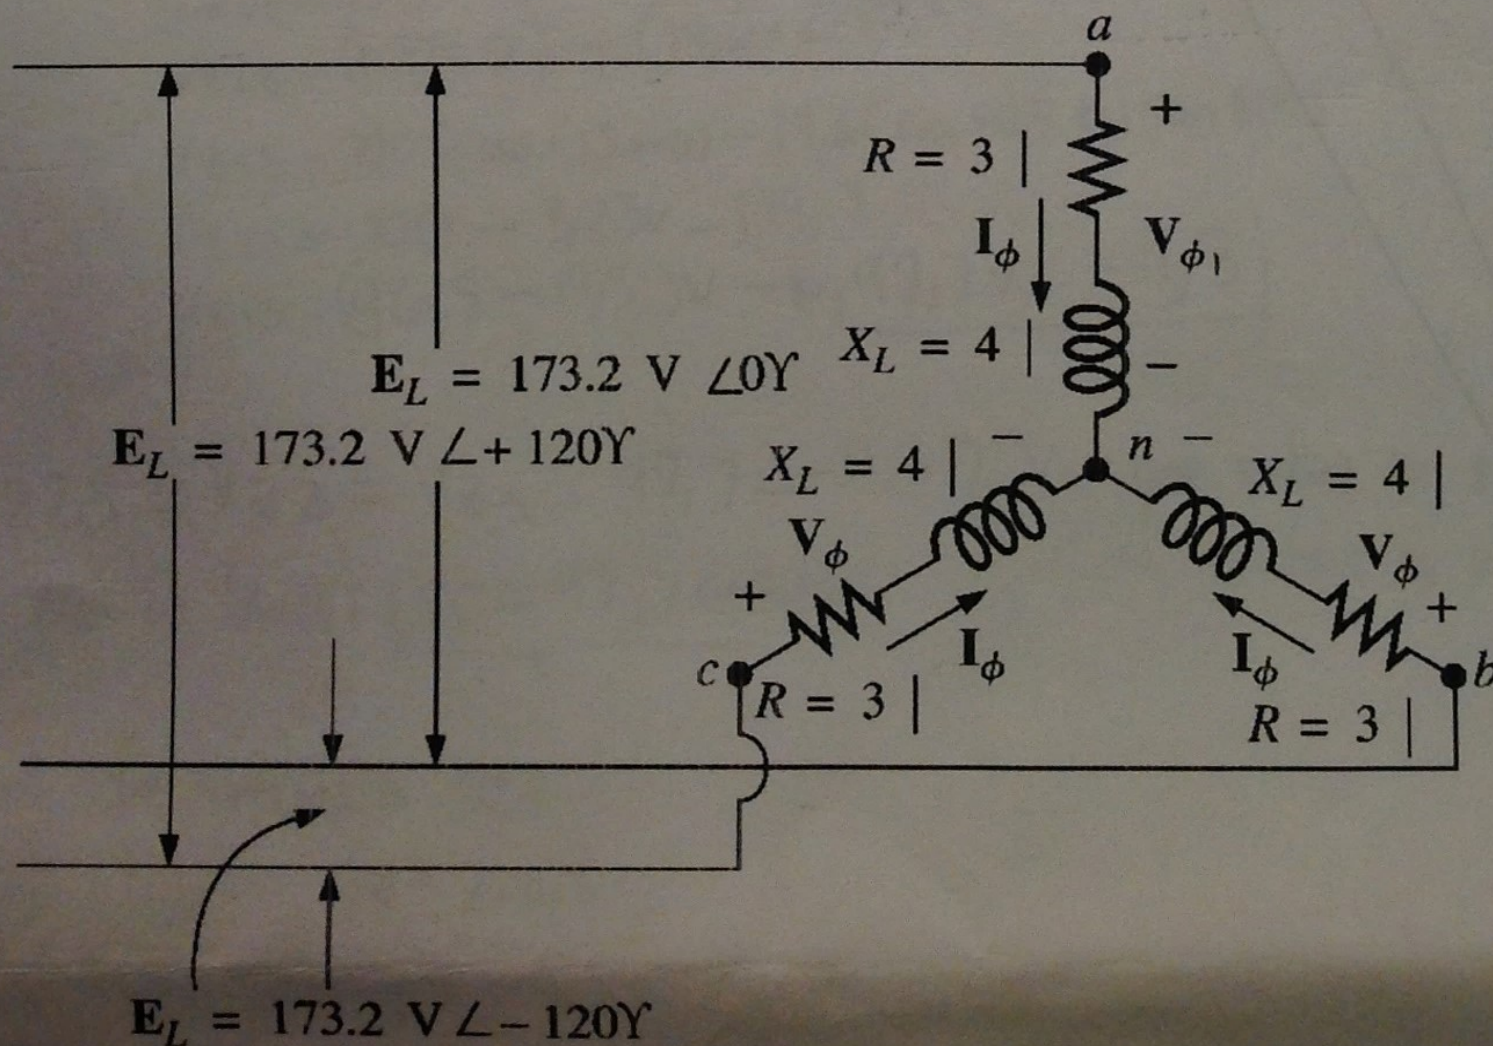 a
+
R = 3 |
I_ϕ
V_ϕ1
X_L = 4 |
−
E_L = 173.2 V ∠0ϒ
E_L = 173.2 V ∠+ 120ϒ
n
−
−
X_L = 4 |
X_L = 4 |
V_ϕ
V_ϕ
+
+
I_ϕ
I_ϕ
c
b
R = 3 |
R = 3 |
E_L = 173.2 V ∠− 120ϒ